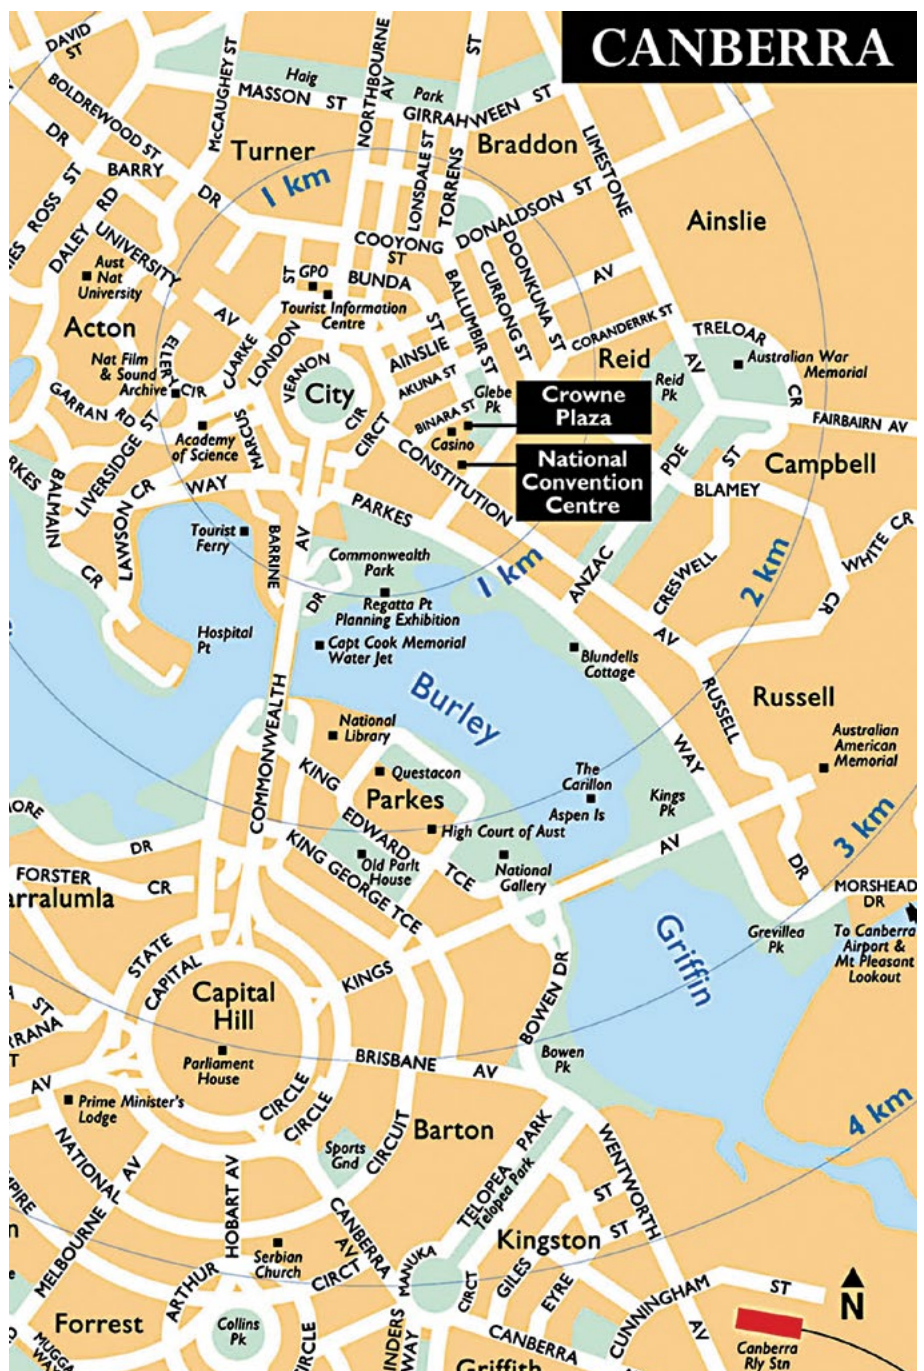 CANBERRA
DAVID
ST
BOLDREWOOD ST
McCAUGHEY ST
Haig
Park
MASSON ST
NORTHBOURNE
AV
ST
GIRRAHWEEN ST
LIMESTONE
DR
BARRY
DR
Turner
Braddon
1 km
LONSDALE ST
TORRENS
ROSS ST
DALEY RD
UNIVERSITY
AV
Aust
Nat
University
COOYONG
ST
DONALDSON ST
Ainslie
DOONKUNA ST
CURRONG ST
BALLUMBIR ST
ST
GPO
BUNDA
ST
Tourist Information
Centre
AINSLIE
AV
CORANDERRK ST
TRELOAR
CR
Australian War
Memorial
Acton
ELLERY
C/R
CLARKE
LONDON
VERNON
CIR
City
AKUNA ST
Glebe
Pk
Reid
Reid
Pk
AV
Nat Film
& Sound
Archive
GARRAN RD
LIVERSIDGE ST
MARCUS
Academy
of Science
BINARA ST
Casino
Crowne
Plaza
CIRCT
National
Convention
Centre
CONSTITUTION
AV
PDE
ST
FAIRBAIRN AV
Campbell
BLAMEY
CR
WHITE CR
BALMAIN
CR
LAWSON CR
WAY
PARKES
WAY
AV
Tourist
Ferry
BARRINE
DR
Commonwealth
Park
1 km
ANZAC
CRESWELL
2 km
Regatta Pt
Planning Exhibition
Hospital
Pt
Capt Cook Memorial
Water Jet
Blundells
Cottage
COMMONWEALTH
Burley
RUSSELL
DR
Russell
National
Library
Australian
American
Memorial
KING
EDWARD
TCE
Questacon
The
Carillon
Aspen Is
Kings
Pk
Parkes
AV
3 km
DR
High Court of Aust
KING GEORGE TCE
Old Parlt
House
National
Gallery
FORSTER
CR
MORSHEAD
DR
Grevillea
Pk
To Canberra
Airport &
Mt Pleasant
Lookout
Griffin
STATE
CAPITAL
KINGS
BOWEN DR
Capital
Hill
ST
Parliament
House
BRISBANE
AV
Bowen
Pk
AV
Prime Minister's
Lodge
CIRCLE
CIRCLE
4 km
Barton
Sports
Gnd
CIRCUIT
TELOPEA PARK
Telopea Park
WENTWORTH
AV
NATIONAL
MELBOURNE AV
HOBART AV
CANBERRA
AV
Serbian
Church
ARTHUR
CIRCT
Kingston
MANUKA
CIRCT
GILES
ST
EYRE
ST
CUNNINGHAM
ST
N
Forrest
Collins
Pk
CIRCLE
WAY
CANBERRA
Griffith
Canberra
Rly Stn